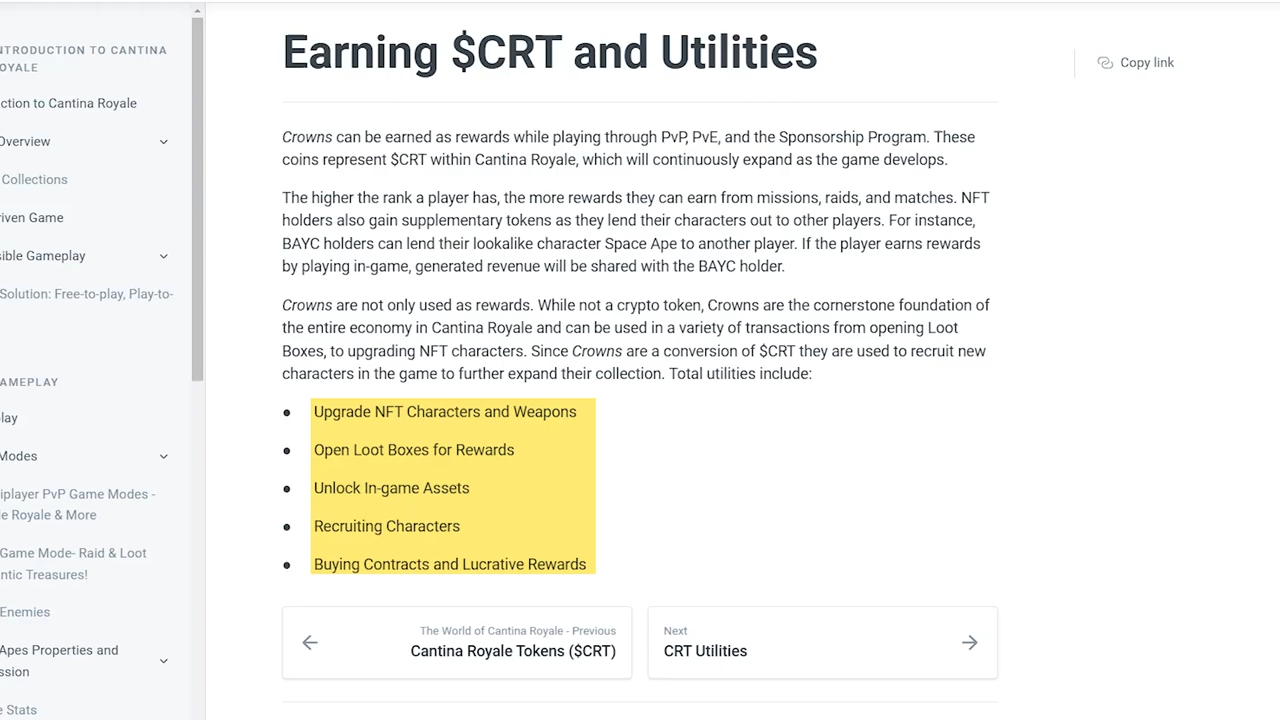 NTRODUCTION TO CANTINA
OYALE
ction to Cantina Royale
Overview
Collections
riven Game
sible Gameplay
Solution: Free-to-play, Play-to-
AMEPLAY
play
Modes
iplayer PvP Game Modes -
le Royale & More
Game Mode- Raid & Loot
ntic Treasures!
Enemies
Apes Properties and
ssion
e Stats
Earning $CRT and Utilities
Copy link
Crowns can be earned as rewards while playing through PvP, PvE, and the Sponsorship Program. These
coins represent $CRT within Cantina Royale, which will continuously expand as the game develops.
The higher the rank a player has, the more rewards they can earn from missions, raids, and matches. NFT
holders also gain supplementary tokens as they lend their characters out to other players. For instance,
BAYC holders can lend their lookalike character Space Ape to another player. If the player earns rewards
by playing in-game, generated revenue will be shared with the BAYC holder.
Crowns are not only used as rewards. While not a crypto token, Crowns are the cornerstone foundation of
the entire economy in Cantina Royale and can be used in a variety of transactions from opening Loot
Boxes, to upgrading NFT characters. Since Crowns are a conversion of $CRT they are used to recruit new
characters in the game to further expand their collection. Total utilities include:
Upgrade NFT Characters and Weapons
Open Loot Boxes for Rewards
Unlock In-game Assets
Recruiting Characters
Buying Contracts and Lucrative Rewards
The World of Cantina Royale - Previous
Cantina Royale Tokens ($CRT)
Next
CRT Utilities